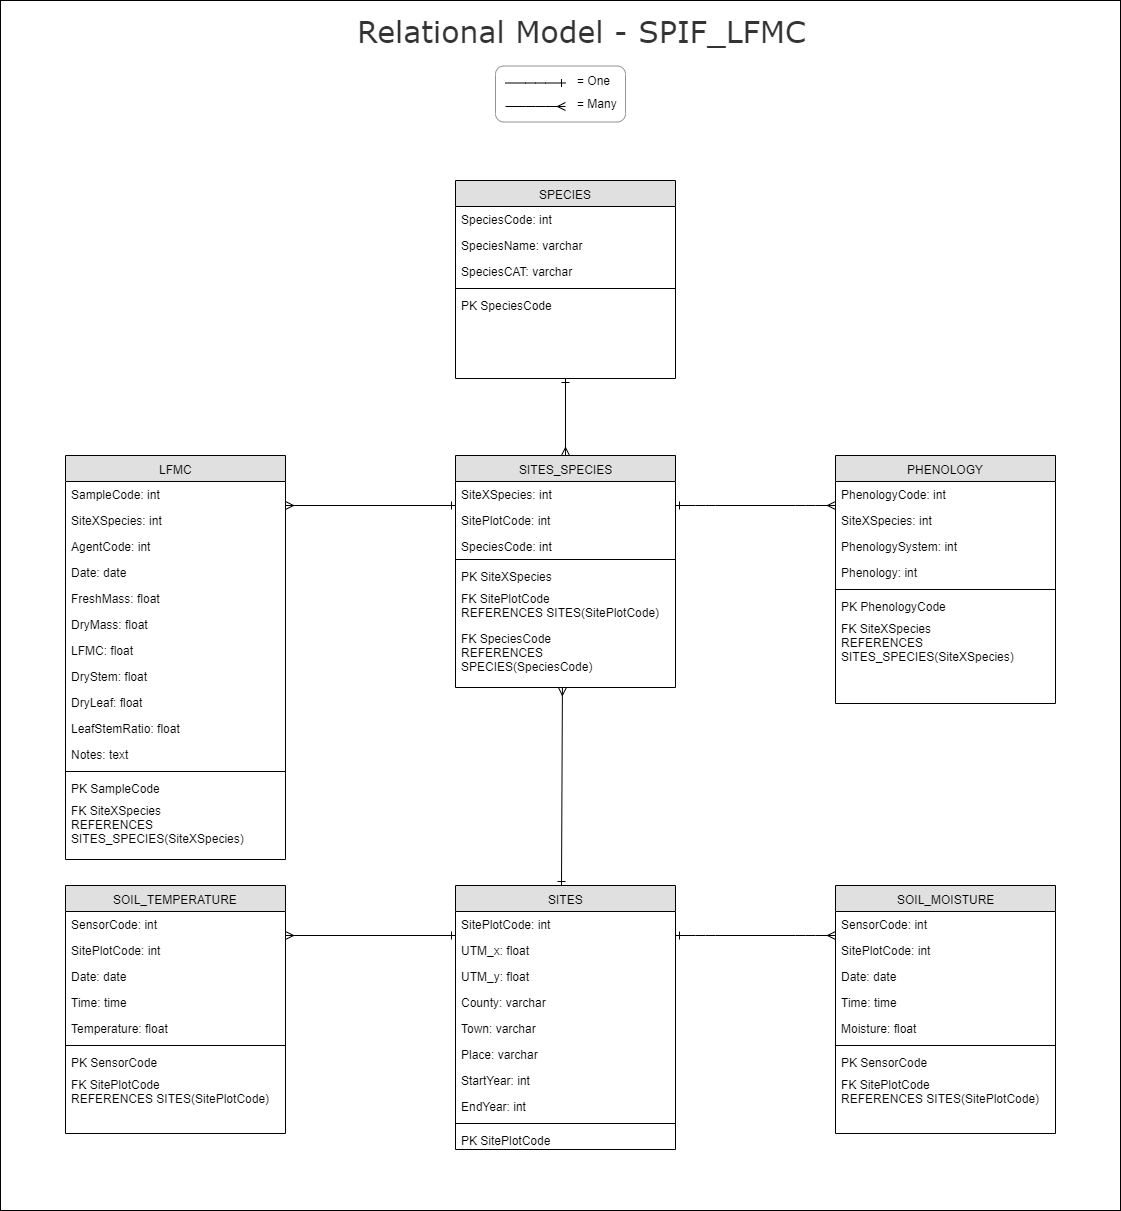 Relational Model - SPIF_LFMC
= One
= Many
SPECIES
SpeciesCode: int
SpeciesName: varchar
SpeciesCAT: varchar
PK SpeciesCode
LFMC
SampleCode: int
SiteXSpecies: int
AgentCode: int
Date: date
FreshMass: float
DryMass: float
LFMC: float
DryStem: float
DryLeaf: float
LeafStemRatio: float
Notes: text
PK SampleCode
FK SiteXSpecies
REFERENCES
SITES_SPECIES(SiteXSpecies)
SITES_SPECIES
SiteXSpecies: int
SitePlotCode: int
SpeciesCode: int
PK SiteXSpecies
FK SitePlotCode
REFERENCES SITES(SitePlotCode)
FK SpeciesCode
REFERENCES
SPECIES(SpeciesCode)
PHENOLOGY
PhenologyCode: int
SiteXSpecies: int
PhenologySystem: int
Phenology: int
PK PhenologyCode
FK SiteXSpecies
REFERENCES
SITES_SPECIES(SiteXSpecies)
SOIL_TEMPERATURE
SensorCode: int
SitePlotCode: int
Date: date
Time: time
Temperature: float
PK SensorCode
FK SitePlotCode
REFERENCES SITES(SitePlotCode)
SITES
SitePlotCode: int
UTM_x: float
UTM_y: float
County: varchar
Town: varchar
Place: varchar
StartYear: int
EndYear: int
PK SitePlotCode
SOIL_MOISTURE
SensorCode: int
SitePlotCode: int
Date: date
Time: time
Moisture: float
PK SensorCode
FK SitePlotCode
REFERENCES SITES(SitePlotCode)